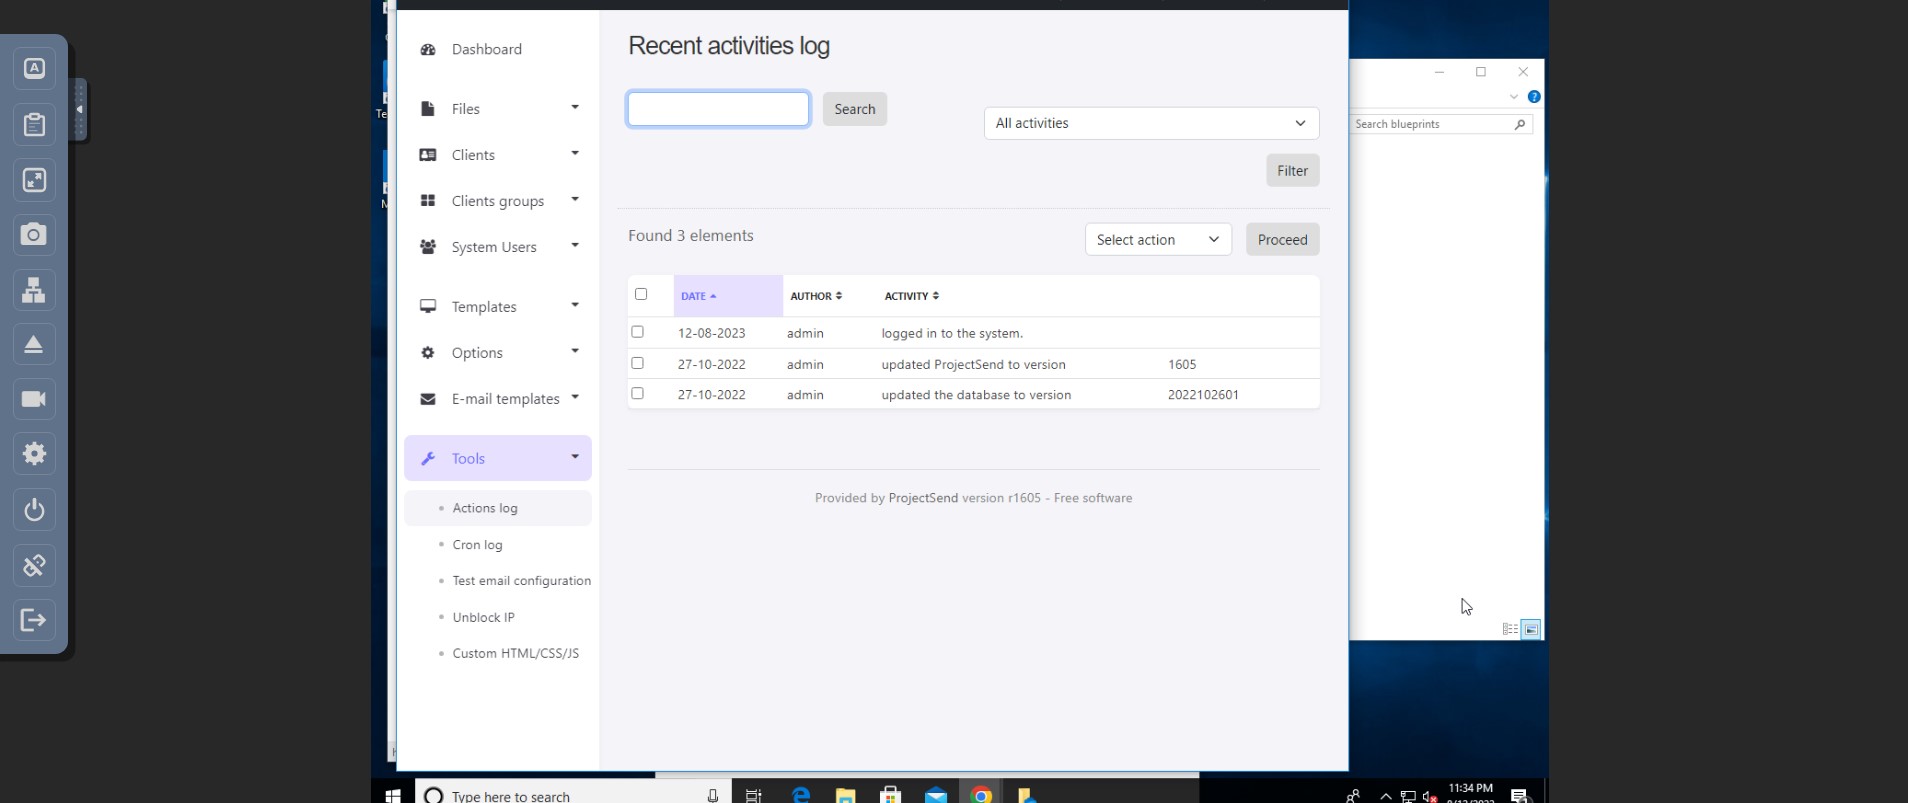 Dashboard
Files
Clients
Clients groups
System Users
Templates
Options
E-mail templates
Tools
Actions log
Cron log
Test email configuration
Unblock IP
Custom HTML/CSS/JS
Recent activities log
Search
All activities
Filter
Found 3 elements
Select action
Proceed
DATE AUTHOR ACTIVITY
12-08-2023 admin logged in to the system.
27-10-2022 admin updated ProjectSend to version 1605
27-10-2022 admin updated the database to version 2022102601
Provided by ProjectSend version r1605 - Free software
Search blueprints
Te
Type here to search
11:34 PM